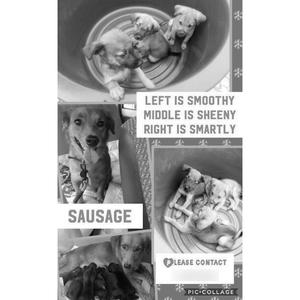 LEFT IS SMOOTHY
MIDDLE IS SHEENY
RIGHT IS SMARTLY
SAUSAGE
PLEASE CONTACT
PIC•COLLAGE